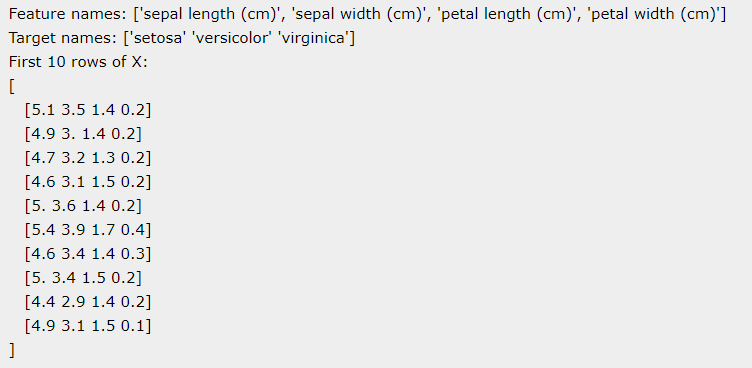 Feature names: ['sepal length (cm)', 'sepal width (cm)', 'petal length (cm)', 'petal width (cm)']
Target names: ['setosa' 'versicolor' 'virginica']
First 10 rows of X:
[
[5.1 3.5 1.4 0.2]
[4.9 3. 1.4 0.2]
[4.7 3.2 1.3 0.2]
[4.6 3.1 1.5 0.2]
[5. 3.6 1.4 0.2]
[5.4 3.9 1.7 0.4]
[4.6 3.4 1.4 0.3]
[5. 3.4 1.5 0.2]
[4.4 2.9 1.4 0.2]
[4.9 3.1 1.5 0.1]
]